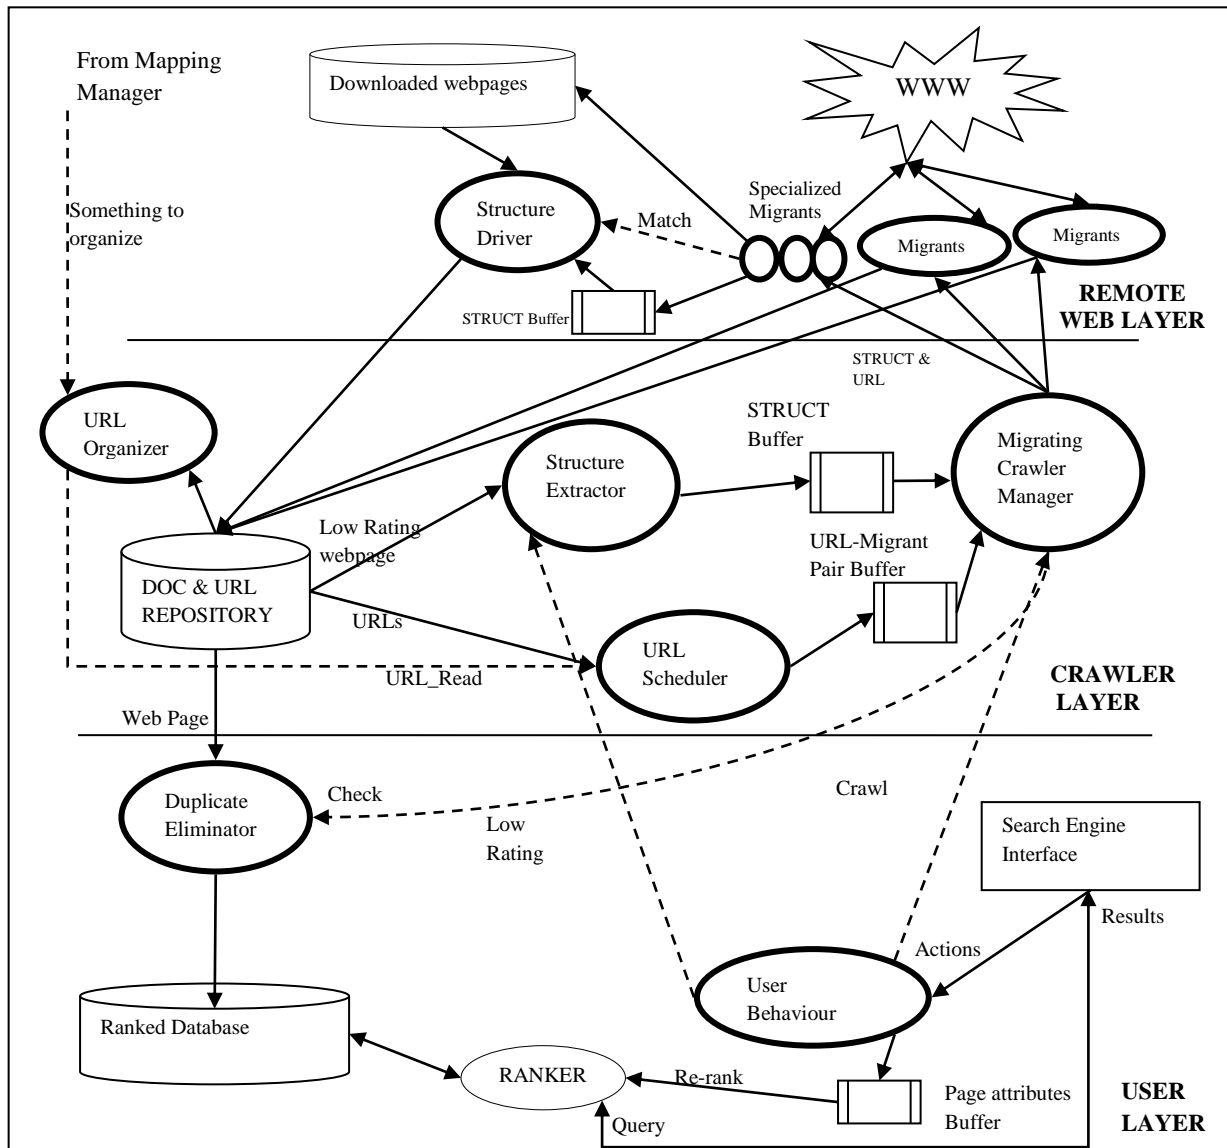 From Mapping
Manager
Downloaded webpages
WWW
Something to
organize
Structure
Driver
Match
Specialized
Migrants
Migrants
Migrants
STRUCT Buffer
REMOTE
WEB LAYER
STRUCT &
URL
URL
Organizer
STRUCT
Buffer
Structure
Extractor
Migrating
Crawler
Manager
Low Rating
webpage
URL-Migrant
Pair Buffer
DOC & URL
REPOSITORY
URLs
URL
Scheduler
URL_Read
CRAWLER
LAYER
Web Page
Duplicate
Eliminator
Check
Low
Rating
Crawl
Search Engine
Interface
Results
Actions
User
Behaviour
Ranked Database
RANKER
Re-rank
Query
Page attributes
Buffer
USER
LAYER